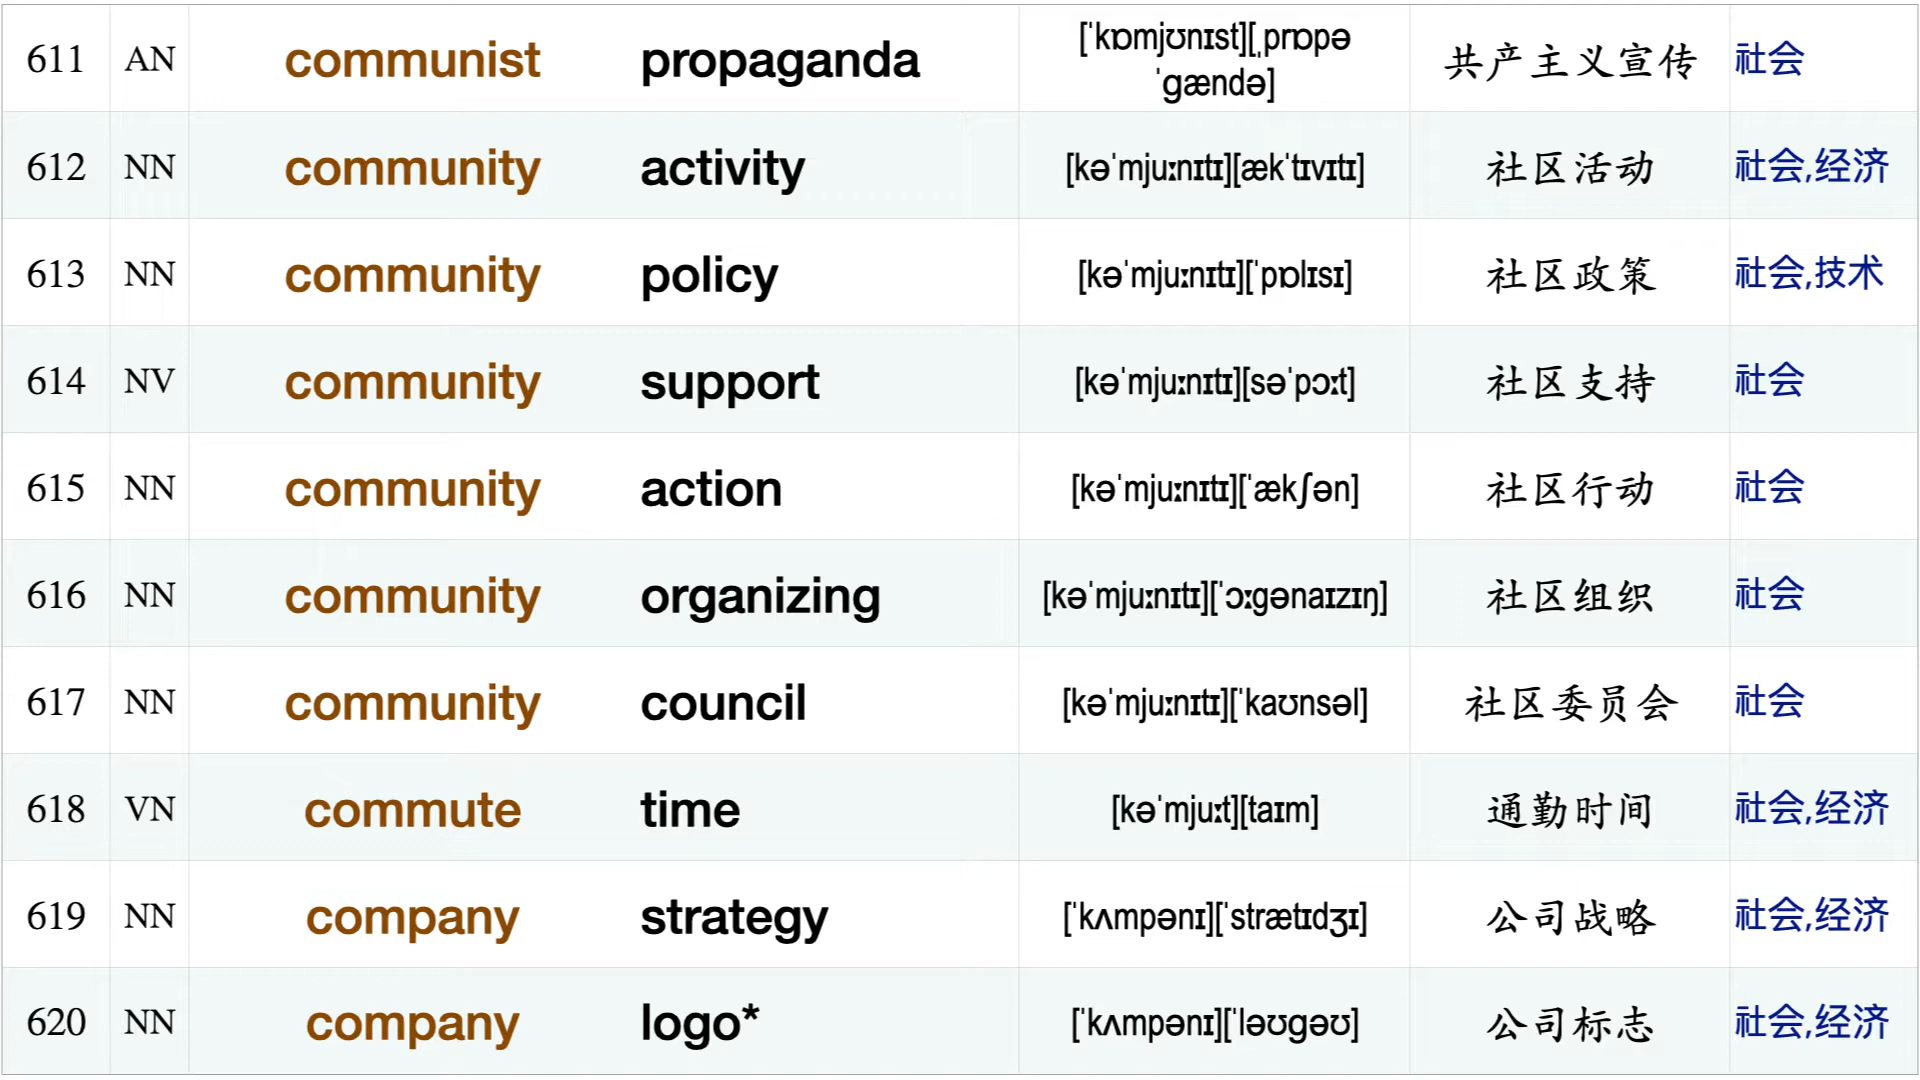 611 AN communist propaganda [ˈkɒmjʊnɪst][ˌprɒpə
ˈɡændə] 共产主义宣传 社会
612 NN community activity [kəˈmjuːnɪtɪ][ækˈtɪvɪtɪ] 社区活动 社会,经济
613 NN community policy [kəˈmjuːnɪtɪ][ˈpɒlɪsɪ] 社区政策 社会,技术
614 NV community support [kəˈmjuːnɪtɪ][səˈpɔːt] 社区支持 社会
615 NN community action [kəˈmjuːnɪtɪ][ˈækʃən] 社区行动 社会
616 NN community organizing [kəˈmjuːnɪtɪ][ˈɔːɡənaɪzɪŋ] 社区组织 社会
617 NN community council [kəˈmjuːnɪtɪ][ˈkaʊnsəl] 社区委员会 社会
618 VN commute time [kəˈmjuːt][taɪm] 通勤时间 社会,经济
619 NN company strategy [ˈkʌmpənɪ][ˈstrætɪdʒɪ] 公司战略 社会,经济
620 NN company logo* [ˈkʌmpənɪ][ˈləʊɡəʊ] 公司标志 社会,经济